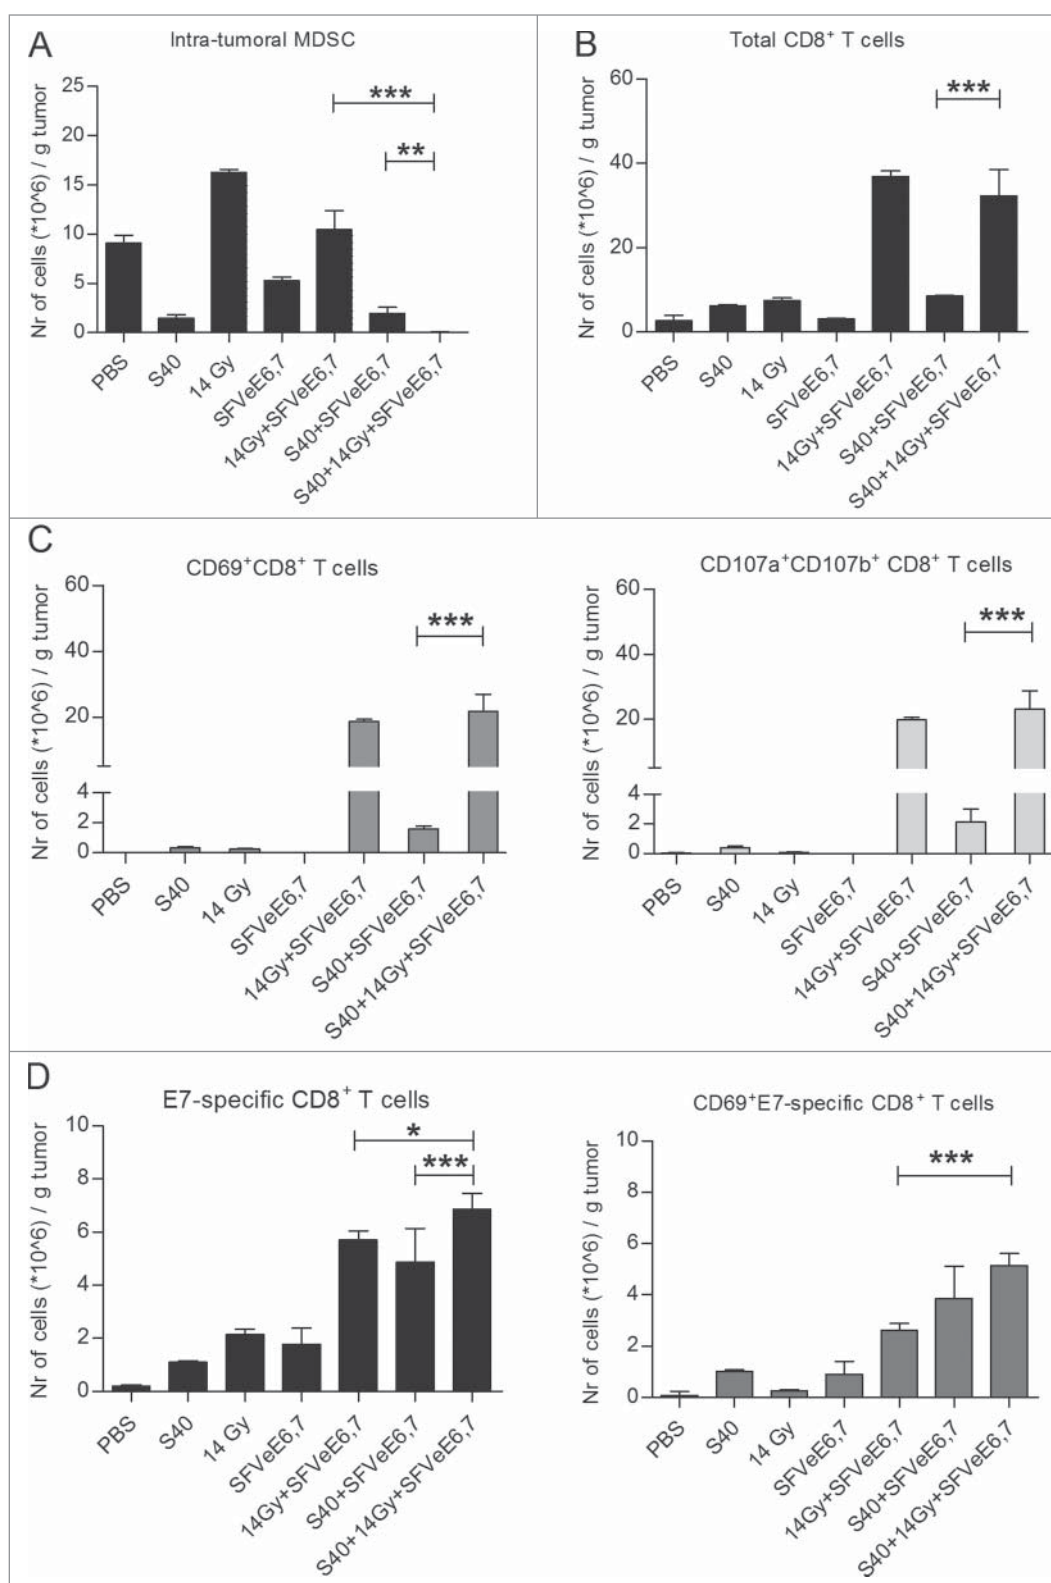 A
Intra-tumoral MDSC
Nr of cells (*10^6) / g tumor
25
20
15
10
5
0
***
**
PBS
S40
14 Gy
SFVeE6,7
14Gy+SFVeE6,7
S40+SFVeE6,7
S40+14Gy+SFVeE6,7
B
Total CD8⁺ T cells
Nr of cells (*10^6) / g tumor
60
40
20
0
***
PBS
S40
14 Gy
SFVeE6,7
14Gy+SFVeE6,7
S40+SFVeE6,7
S40+14Gy+SFVeE6,7
C
CD69⁺CD8⁺ T cells
Nr of cells (*10^6) / g tumor
60
40
20
4
2
0
***
PBS
S40
14 Gy
SFVeE6,7
14Gy+SFVeE6,7
S40+SFVeE6,7
S40+14Gy+SFVeE6,7
CD107a⁺CD107b⁺ CD8⁺ T cells
Nr of cells (*10^6) / g tumor
60
40
20
4
2
0
***
PBS
S40
14 Gy
SFVeE6,7
14Gy+SFVeE6,7
S40+SFVeE6,7
S40+14Gy+SFVeE6,7
D
E7-specific CD8⁺ T cells
Nr of cells (*10^6) / g tumor
10
8
6
4
2
0
*
***
PBS
S40
14 Gy
SFVeE6,7
14Gy+SFVeE6,7
S40+SFVeE6,7
S40+14Gy+SFVeE6,7
CD69⁺E7-specific CD8⁺ T cells
Nr of cells (*10^6) / g tumor
10
8
6
4
2
0
***
PBS
S40
14 Gy
SFVeE6,7
14Gy+SFVeE6,7
S40+SFVeE6,7
S40+14Gy+SFVeE6,7